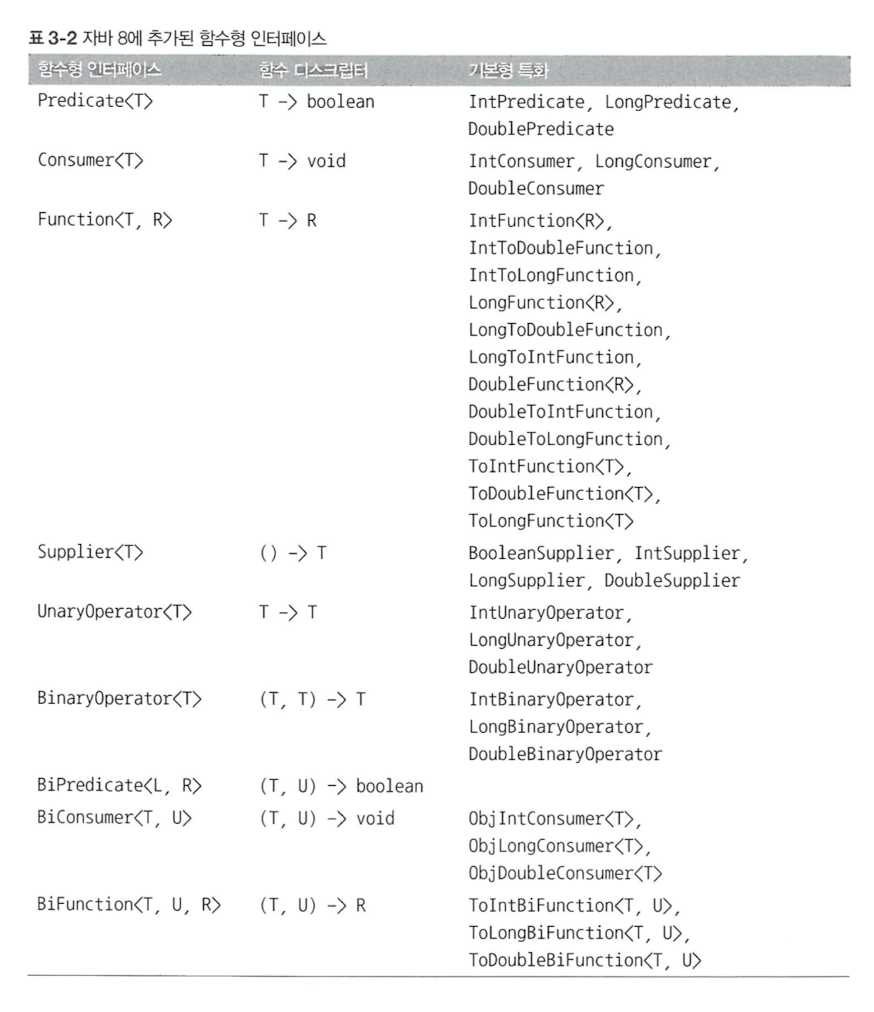 표 3-2 자바 8에 추가된 함수형 인터페이스
함수형 인터페이스 함수 디스크립터 기본형 특화
Predicate<T> T -> boolean IntPredicate, LongPredicate,
DoublePredicate
Consumer<T> T -> void IntConsumer, LongConsumer,
DoubleConsumer
Function<T, R> T -> R IntFunction<R>,
IntToDoubleFunction,
IntToLongFunction,
LongFunction<R>,
LongToDoubleFunction,
LongToIntFunction,
DoubleFunction<R>,
DoubleToIntFunction,
DoubleToLongFunction,
ToIntFunction<T>,
ToDoubleFunction<T>,
ToLongFunction<T>
Supplier<T> () -> T BooleanSupplier, IntSupplier,
LongSupplier, DoubleSupplier
UnaryOperator<T> T -> T IntUnaryOperator,
LongUnaryOperator,
DoubleUnaryOperator
BinaryOperator<T> (T, T) -> T IntBinaryOperator,
LongBinaryOperator,
DoubleBinaryOperator
BiPredicate<L, R> (T, U) -> boolean
BiConsumer<T, U> (T, U) -> void ObjIntConsumer<T>,
ObjLongConsumer<T>,
ObjDoubleConsumer<T>
BiFunction<T, U, R> (T, U) -> R ToIntBiFunction<T, U>,
ToLongBiFunction<T, U>,
ToDoubleBiFunction<T, U>